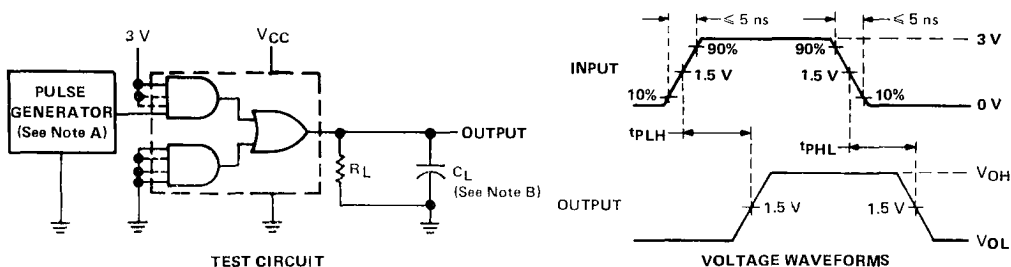 3 V
VCC
PULSE
GENERATOR
(See Note A)
OUTPUT
RL
CL
(See Note B)
TEST CIRCUIT
⩽ 5 ns
⩽ 5 ns
3 V
90%
90%
INPUT
1.5 V
1.5 V
10%
10%
0 V
tPLH
tPHL
VOH
OUTPUT
1.5 V
1.5 V
VOL
VOLTAGE WAVEFORMS